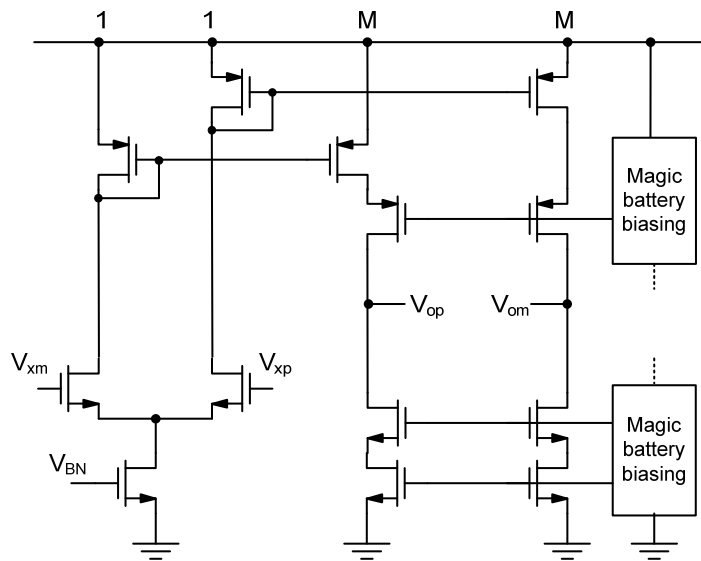 1 1 M M
Magic
battery
biasing
V_op V_om
V_xm V_xp
Magic
battery
biasing
V_BN